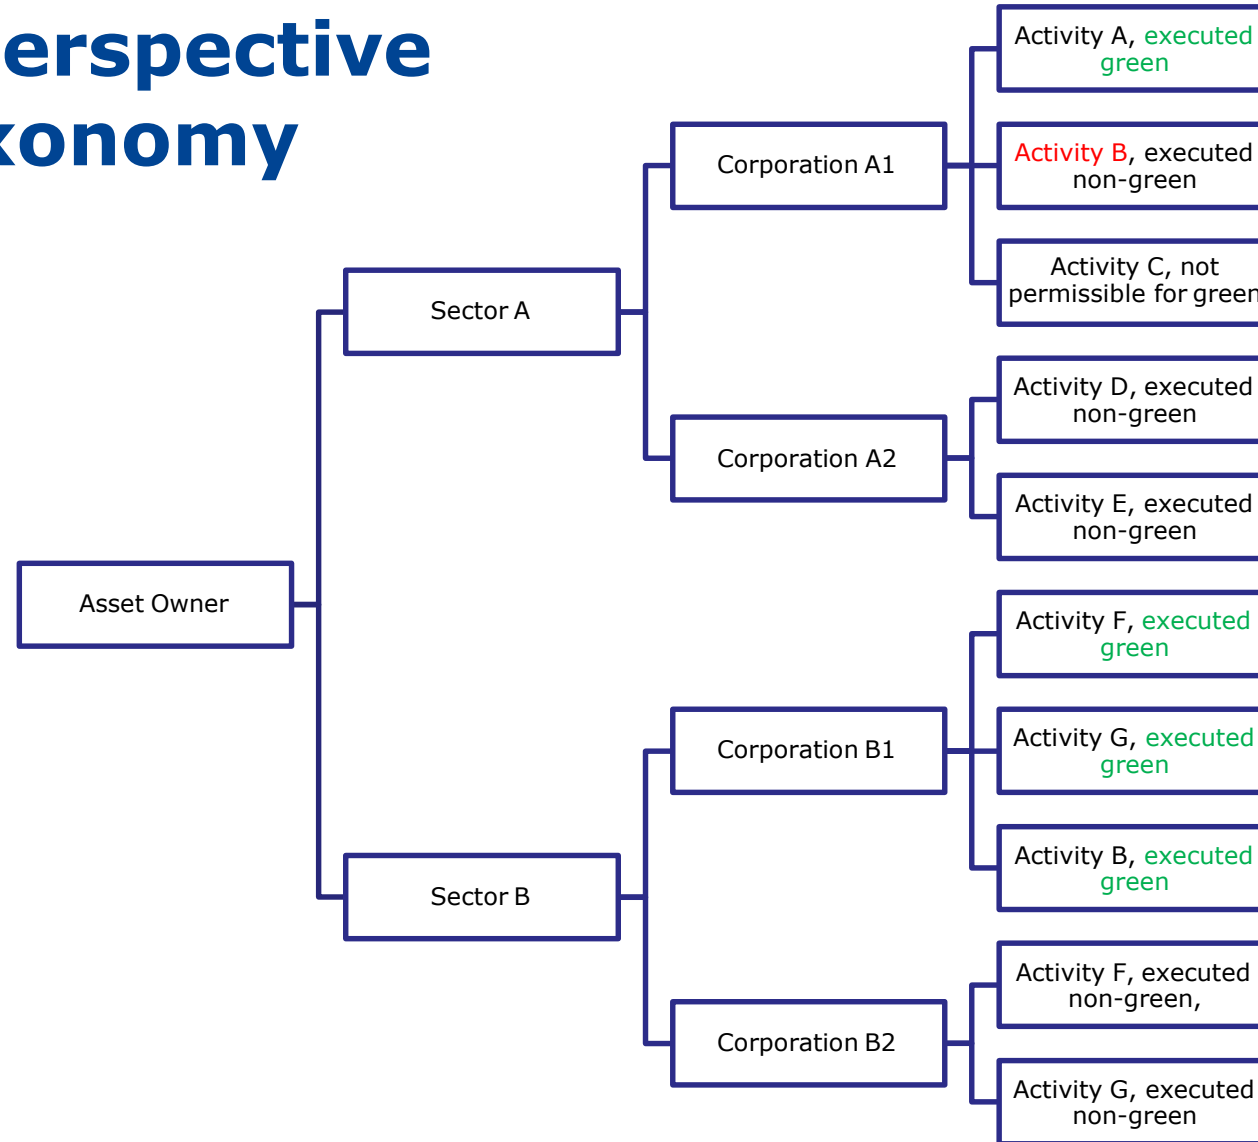 erspective
xonomy
Activity A, executed
green
Corporation A1
Activity B, executed
non-green
Activity C, not
permissible for green
Sector A
Activity D, executed
non-green
Corporation A2
Activity E, executed
non-green
Asset Owner
Activity F, executed
green
Corporation B1
Activity G, executed
green
Activity B, executed
green
Sector B
Activity F, executed
non-green,
Corporation B2
Activity G, executed
non-green